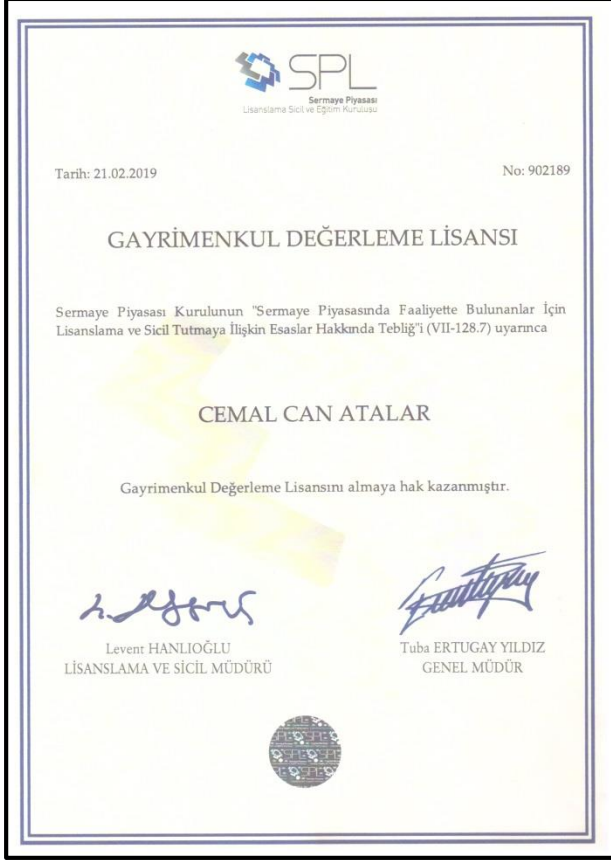 SPL
Sermaye Piyasası
Lisanslama Sicil ve Eğitim Kuruluşu
Tarih: 21.02.2019
No: 902189
GAYRİMENKUL DEĞERLEME LİSANSI
Sermaye Piyasası Kurulunun "Sermaye Piyasasında Faaliyette Bulunanlar İçin
Lisanslama ve Sicil Tutmaya İlişkin Esaslar Hakkında Tebliğ"i (VII-128.7) uyarınca
CEMAL CAN ATALAR
Gayrimenkul Değerleme Lisansını almaya hak kazanmıştır.
Levent HANLIOĞLU
LİSANSLAMA VE SİCİL MÜDÜRÜ
Tuba ERTUGAY YILDIZ
GENEL MÜDÜR